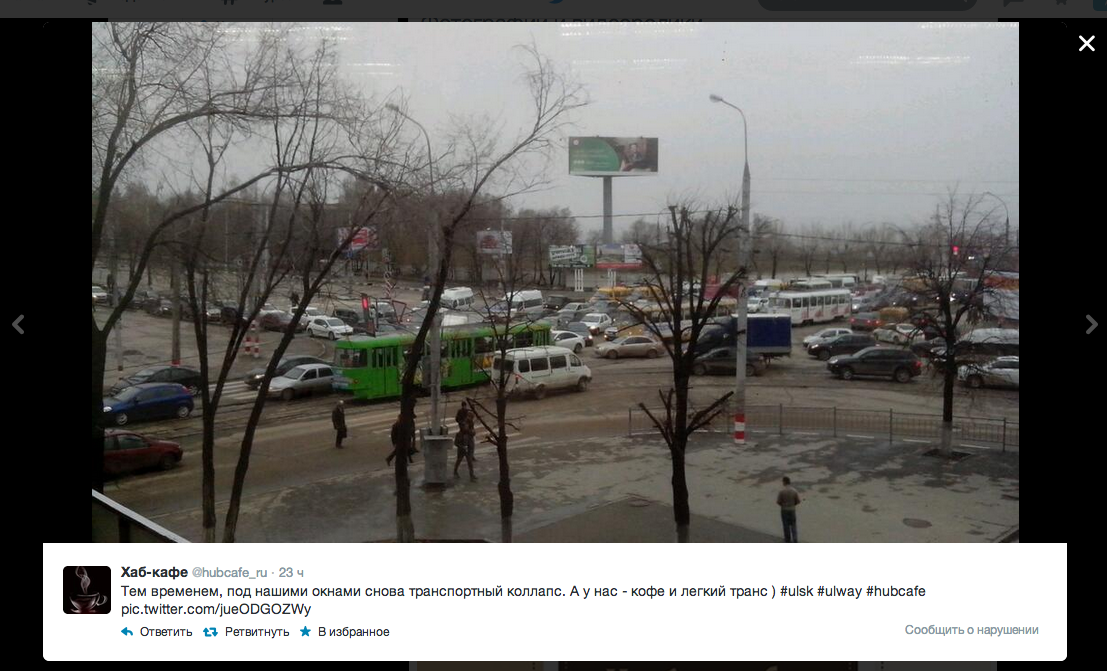 Хаб-кафе @hubcafe_ru · 23 ч
Тем временем, под нашими окнами снова транспортный коллапс. А у нас - кофе и легкий транс ) #ulsk #ulway #hubcafe
pic.twitter.com/jueODGOZWy
Ответить Ретвитнуть В избранное
Сообщить о нарушении